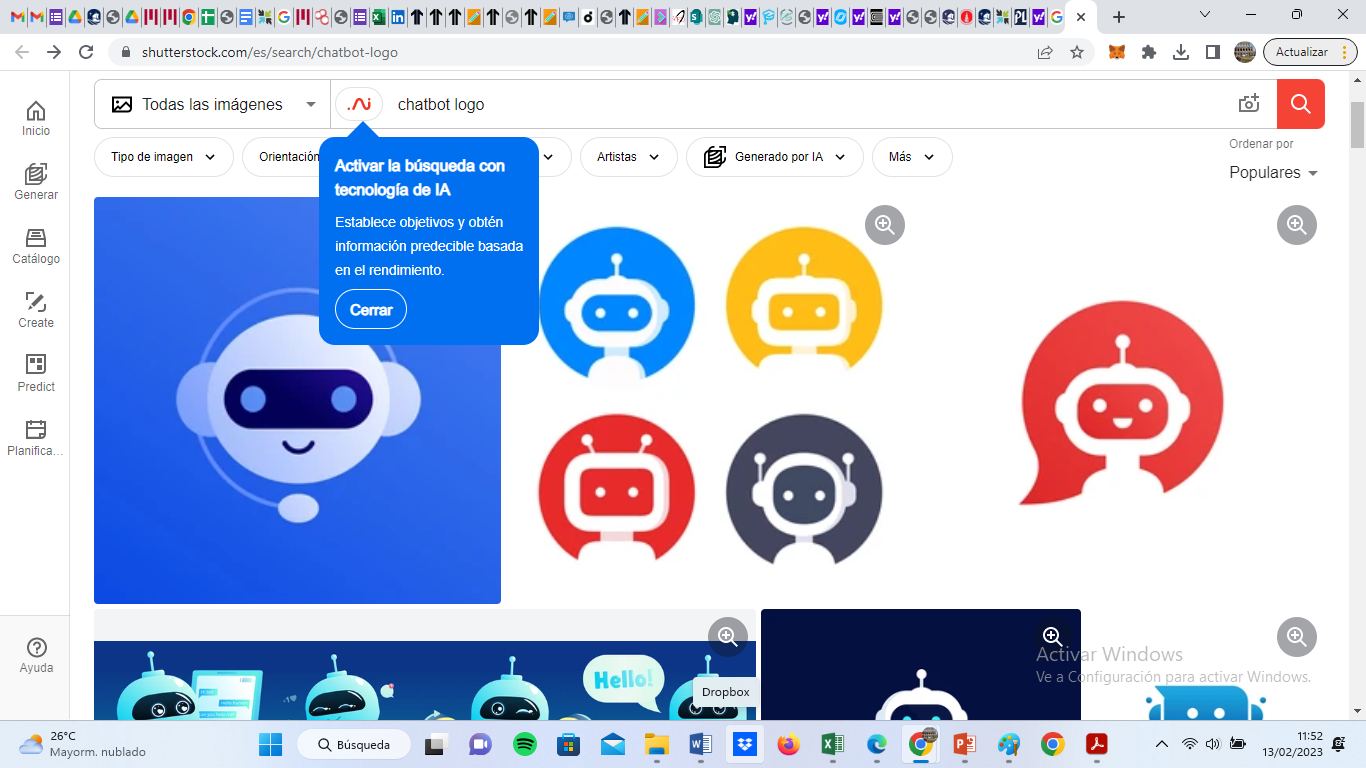 shutterstock.com/es/search/chatbot-logo
Actualizar
Todas las imágenes
chatbot logo
Tipo de imagen
Orientación
Artistas
Generado por IA
Más
Ordenar por
Populares
Activar la búsqueda con
tecnología de IA
Establece objetivos y obtén
información predecible basada
en el rendimiento.
Cerrar
Inicio
Generar
Catálogo
Create
Predict
Planifica...
Ayuda
Hello!
Dropbox
Activar Windows
Ve a Configuración para activar Windows.
26°C
Mayorm. nublado
Búsqueda
11:52
13/02/2023